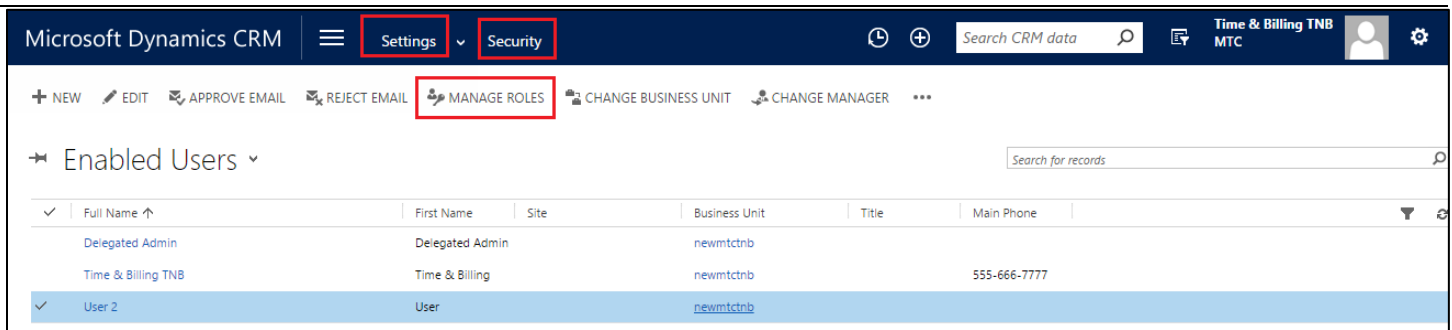 Microsoft Dynamics CRM Settings Security Search CRM data Time & Billing TNB
MTC
NEW EDIT APPROVE EMAIL REJECT EMAIL MANAGE ROLES CHANGE BUSINESS UNIT CHANGE MANAGER •••
Enabled Users
Search for records
Full Name First Name Site Business Unit Title Main Phone
Delegated Admin Delegated Admin newmtctnb
Time & Billing TNB Time & Billing newmtctnb 555-666-7777
User 2 User newmtctnb